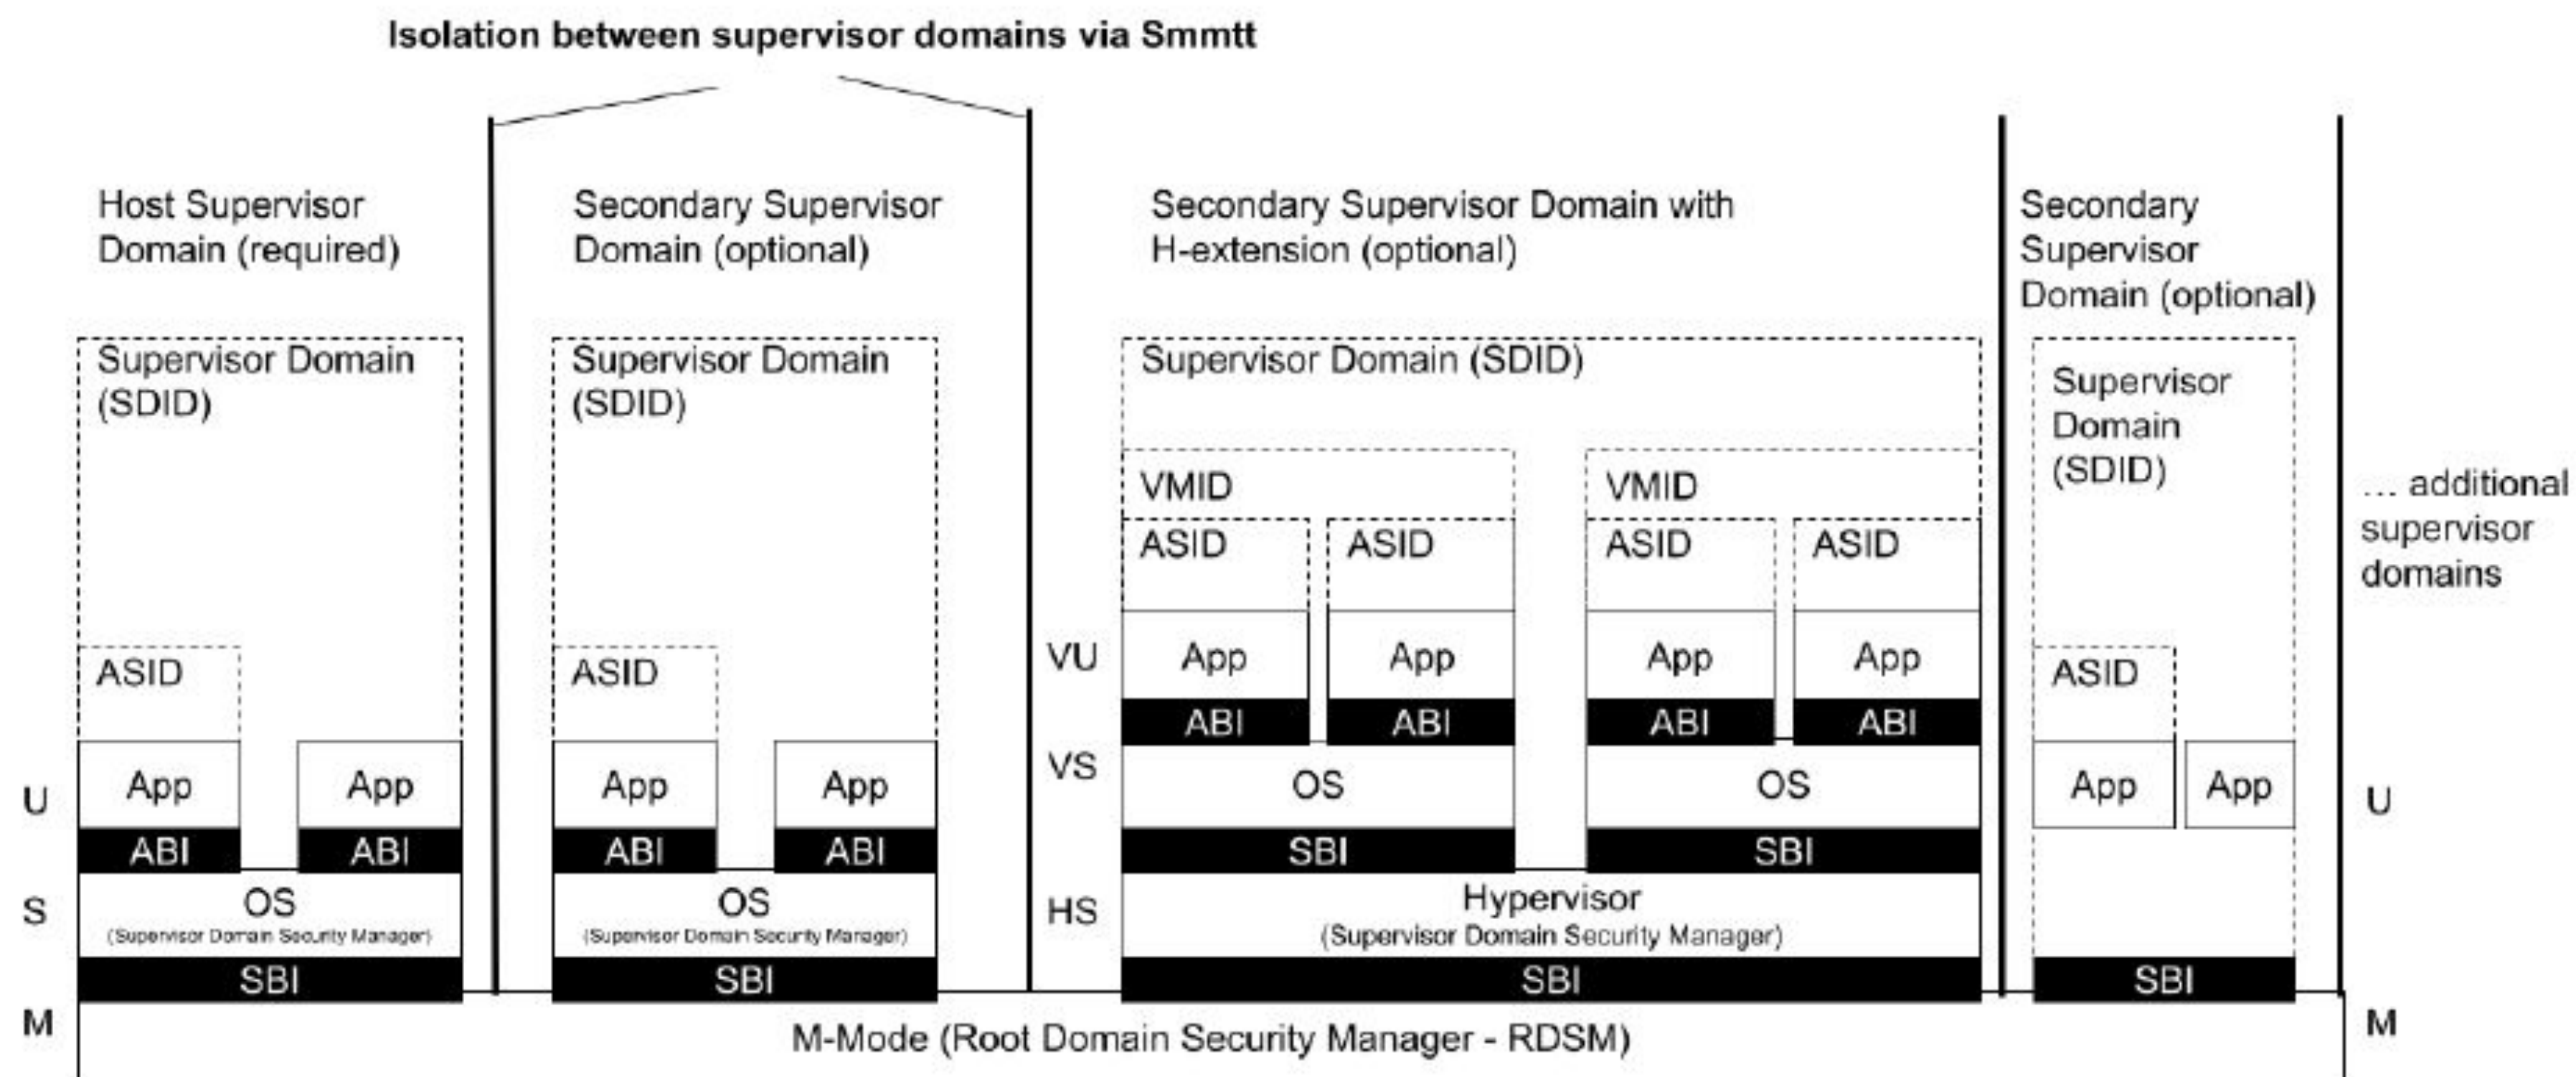 Isolation between supervisor domains via Smmtt
Host Supervisor
Domain (required)
Secondary Supervisor
Domain (optional)
Secondary Supervisor Domain with
H-extension (optional)
Secondary
Supervisor
Domain (optional)
Supervisor Domain
(SDID)
Supervisor Domain
(SDID)
Supervisor Domain (SDID)
Supervisor
Domain
(SDID)
... additional
supervisor
domains
VMID
VMID
ASID
ASID
ASID
ASID
ASID
ASID
ASID
VU
App
App
App
App
ABI
ABI
ABI
ABI
U
App
App
App
App
VS
OS
OS
App
App
U
ABI
ABI
ABI
ABI
SBI
SBI
S
OS
(Supervisor Domain Security Manager)
OS
(Supervisor Domain Security Manager)
HS
Hypervisor
(Supervisor Domain Security Manager)
SBI
SBI
SBI
SBI
M
M-Mode (Root Domain Security Manager - RDSM)
M